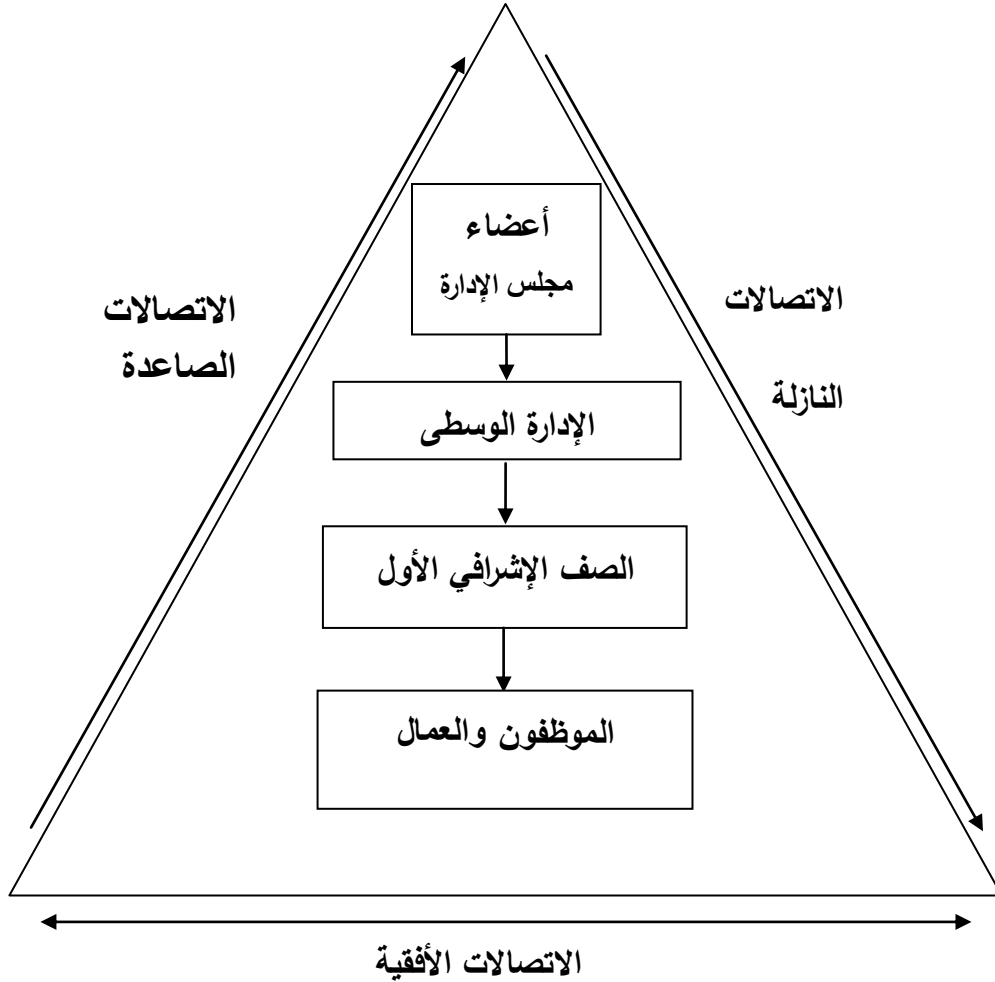 أعضاء
مجلس الإدارة
الاتصالات
النازلة
الاتصالات
الصاعدة
الإدارة الوسطى
الصف الإشرافي الأول
الموظفون والعمال
الاتصالات الأفقية